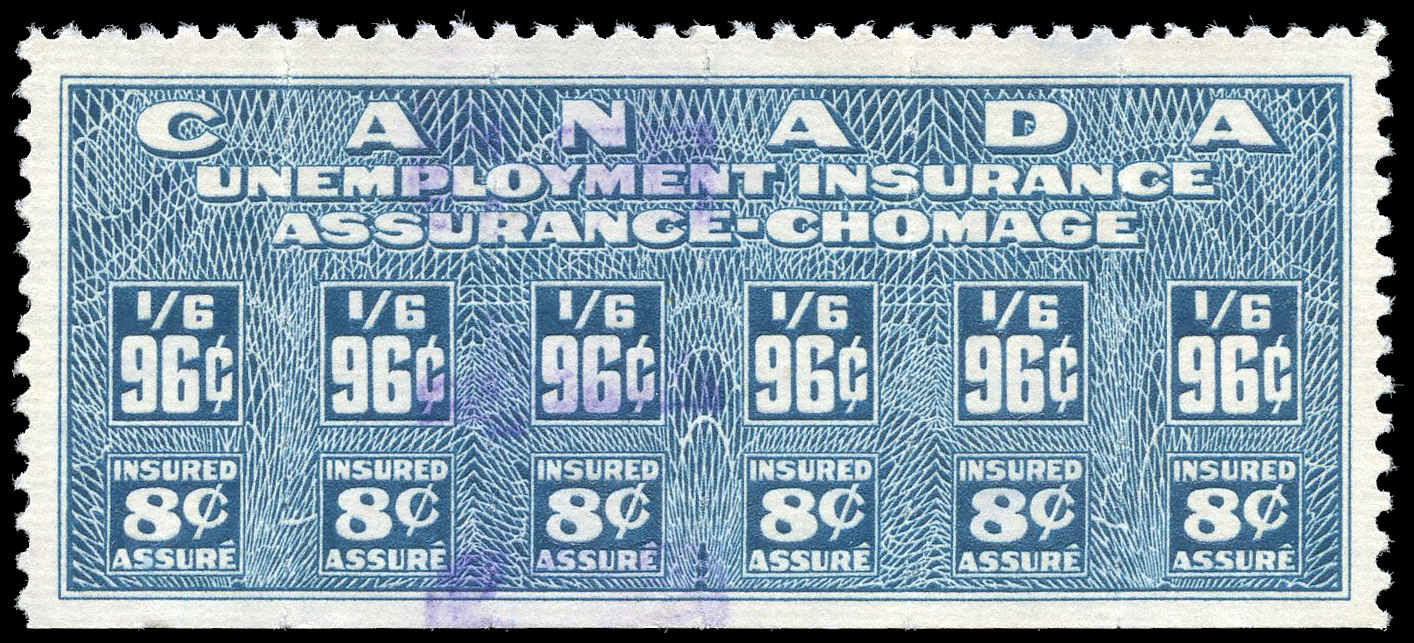 CANADA
UNEMPLOYMENT INSURANCE
ASSURANCE-CHOMAGE
1/6 1/6 1/6 1/6 1/6 1/6
96¢ 96¢ 96¢ 96¢ 96¢ 96¢
INSURED INSURED INSURED INSURED INSURED INSURED
8¢ 8¢ 8¢ 8¢ 8¢ 8¢
ASSURÉ ASSURÉ ASSURÉ ASSURÉ ASSURÉ ASSURÉ